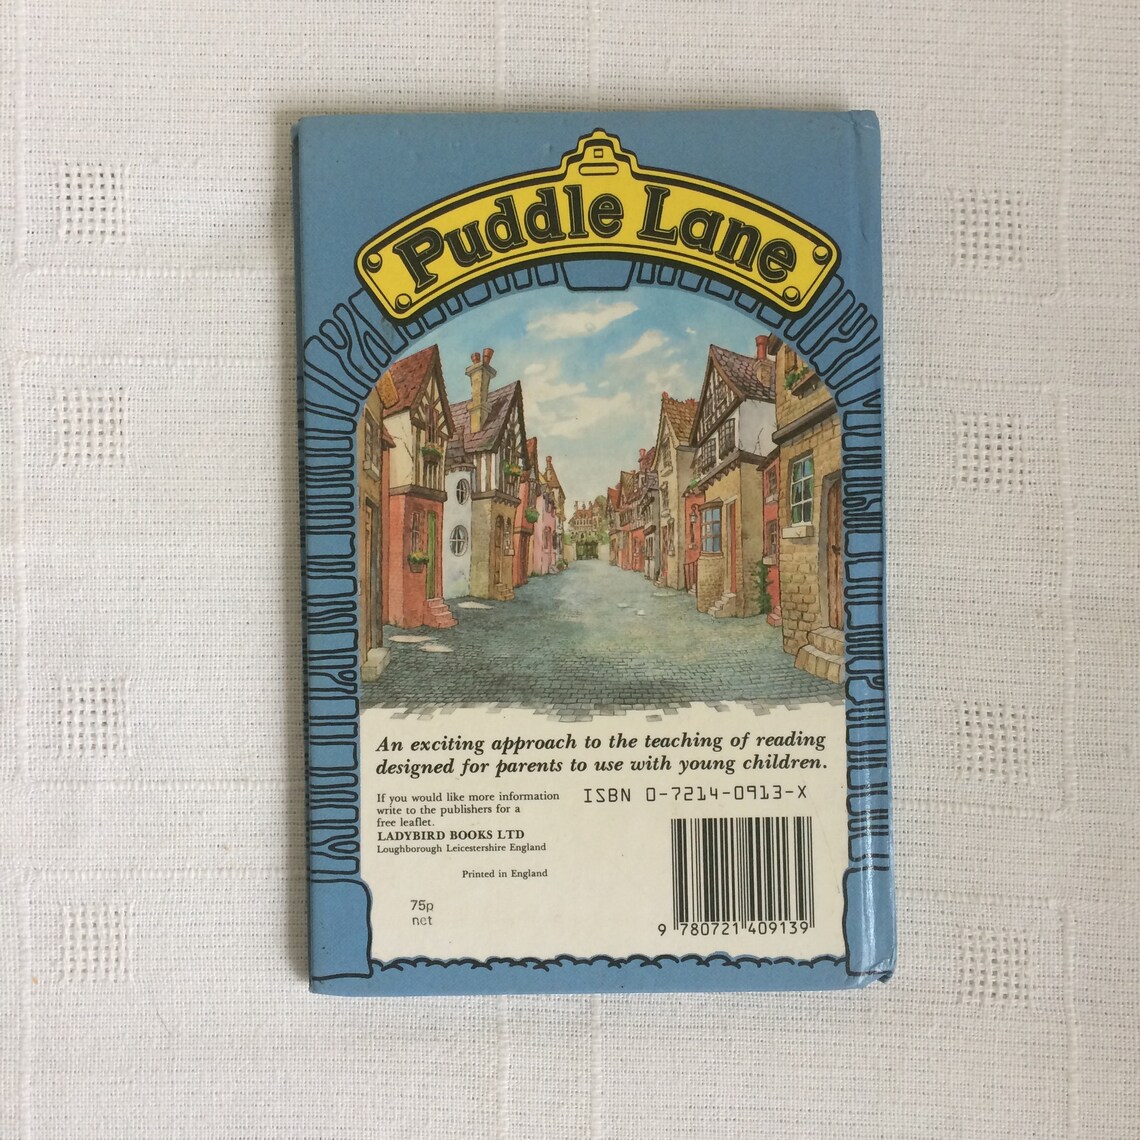 Puddle Lane
An exciting approach to the teaching of reading
designed for parents to use with young children.
If you would like more information
write to the publishers for a
free leaflet.
LADYBIRD BOOKS LTD
Loughborough Leicestershire England
Printed in England
75p
net
ISBN 0-7214-0913-X
9 780721 409139